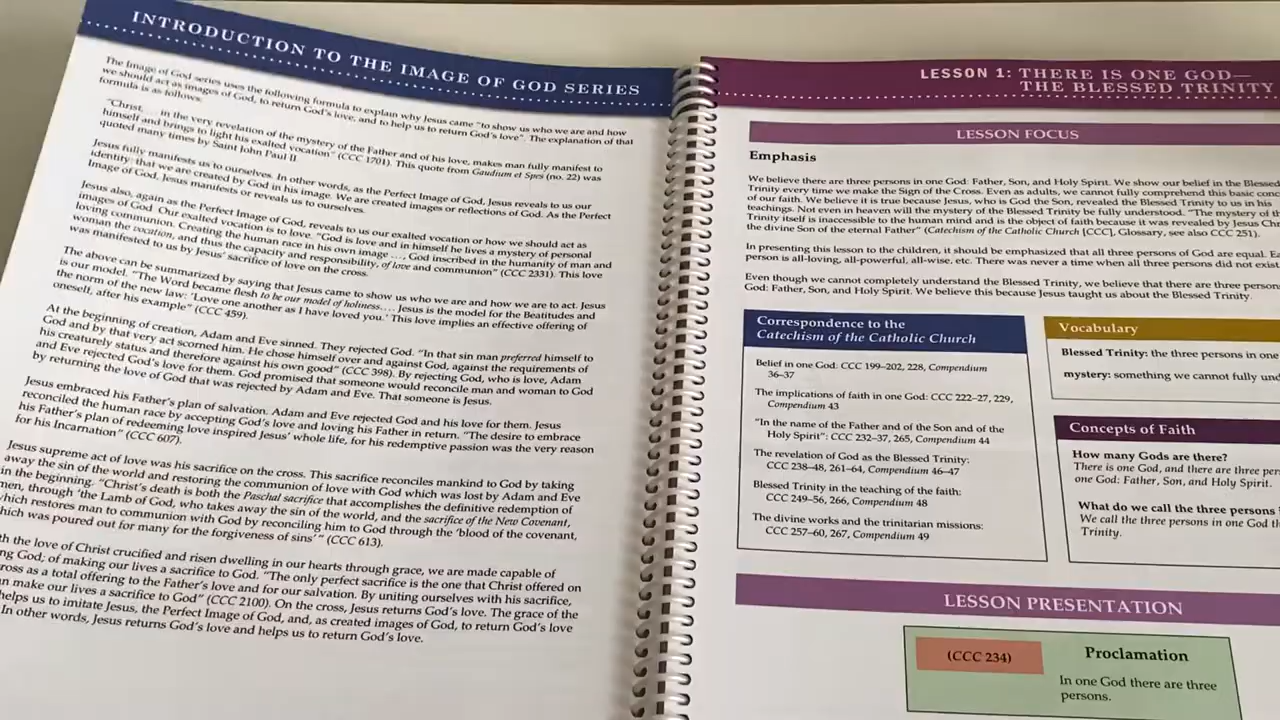 INTRODUCTION TO THE IMAGE OF GOD SERIES
The Image of God series uses the following formula to explain why Jesus came "to show us who we are and how
we should act as images of God, to return God's love, and to help us to return God's love". The explanation of that
formula is as follows:
"Christ, . . . in the very revelation of the mystery of the Father and of his love, makes man fully manifest to
himself and brings to light his exalted vocation" (CCC 1701). This quote from Gaudium et Spes (no. 22) was
quoted many times by Saint John Paul II
Jesus fully manifests us to ourselves. In other words, as the Perfect Image of God, Jesus reveals to us our
identity: that we are created by God in his image. We are created images or reflections of God. As the Perfect
Image of God, Jesus manifests or reveals us to ourselves.
Jesus also, again as the Perfect Image of God, reveals to us our exalted vocation or how we should act as
images of God. Our exalted vocation is to love. "God is love and in himself he lives a mystery of personal
loving communion. Creating the human race in his own image . . . , God inscribed in the humanity of man and
woman the vocation, and thus the capacity and responsibility, of love and communion" (CCC 2331). This love
was manifested to us by Jesus' sacrifice of love on the cross.
The above can be summarized by saying that Jesus came to show us who we are and how we are to act. Jesus
is our model. "The Word became flesh to be our model of holiness. . . . Jesus is the model for the Beatitudes and
the norm of the new law: 'Love one another as I have loved you.' This love implies an effective offering of
oneself, after his example" (CCC 459).
At the beginning of creation, Adam and Eve sinned. They rejected God. "In that sin man preferred himself to
God and by that very act scorned him. He chose himself over and against God, against the requirements of
his creaturely status and therefore against his own good" (CCC 398). By rejecting God, who is love, Adam
and Eve rejected God's love for them. God promised that someone would reconcile man and woman to God
by returning the love of God that was rejected by Adam and Eve. That someone is Jesus.
Jesus embraced his Father's plan of salvation. Adam and Eve rejected God and his love for them. Jesus
reconciled the human race by accepting God's love and loving his Father in return. "The desire to embrace
his Father's plan of redeeming love inspired Jesus' whole life, for his redemptive passion was the very reason
for his Incarnation" (CCC 607).
Jesus supreme act of love was his sacrifice on the cross. This sacrifice reconciles mankind to God by taking
away the sin of the world and restoring the communion of love with God which was lost by Adam and Eve
in the beginning. "Christ's death is both the Paschal sacrifice that accomplishes the definitive redemption of
men, through 'the Lamb of God, who takes away the sin of the world, and the sacrifice of the New Covenant,
which restores man to communion with God by reconciling him to God through the 'blood of the covenant,
which was poured out for many for the forgiveness of sins' " (CCC 613).
the love of Christ crucified and risen dwelling in our hearts through grace, we are made capable of
God; of making our lives a sacrifice to God. "The only perfect sacrifice is the one that Christ offered on
cross as a total offering to the Father's love and for our salvation. By uniting ourselves with his sacrifice,
make our lives a sacrifice to God" (CCC 2100). On the cross, Jesus returns God's love. The grace of the
helps us to imitate Jesus, the Perfect Image of God, and, as created images of God, to return God's love
In other words, Jesus returns God's love and helps us to return God's love.
LESSON 1: THERE IS ONE GOD—
THE BLESSED TRINITY
LESSON FOCUS
Emphasis
We believe there are three persons in one God: Father, Son, and Holy Spirit. We show our belief in the Blessed
Trinity every time we make the Sign of the Cross. Even as adults, we cannot fully comprehend this basic
of our faith. We believe it is true because Jesus, who is God the Son, revealed the Blessed Trinity to us in his
teachings. Not even in heaven will the mystery of the Blessed Trinity be fully understood. "The mystery of
Trinity itself is inaccessible to the human mind and is the object of faith because it was revealed by Jesus
the divine Son of the eternal Father" (Catechism of the Catholic Church [CCC], Glossary, see also CCC 251).
In presenting this lesson to the children, it should be emphasized that all three persons of God are equal.
person is all-loving, all-powerful, all-wise, etc. There was never a time when all three persons did not exist
Even though we cannot completely understand the Blessed Trinity, we believe that there are three persons
God: Father, Son, and Holy Spirit. We believe this because Jesus taught us about the Blessed Trinity.
Correspondence to the
Catechism of the Catholic Church
Belief in one God: CCC 199–202, 228, Compendium
36–37
The implications of faith in one God: CCC 222–27, 229,
Compendium 43
"In the name of the Father and of the Son and of the
Holy Spirit": CCC 232–37, 265, Compendium 44
The revelation of God as the Blessed Trinity:
CCC 238–48, 261–64, Compendium 46–47
Blessed Trinity in the teaching of the faith:
CCC 249–56, 266, Compendium 48
The divine works and the trinitarian missions:
CCC 257–60, 267, Compendium 49
Vocabulary
Blessed Trinity: the three persons in one
mystery: something we cannot fully
Concepts of Faith
How many Gods are there?
There is one God, and there are three
one God: Father, Son, and Holy Spirit.
What do we call the three persons
We call the three persons in one God
Trinity.
LESSON PRESENTATION
(CCC 234)
Proclamation
In one God there are three
persons.